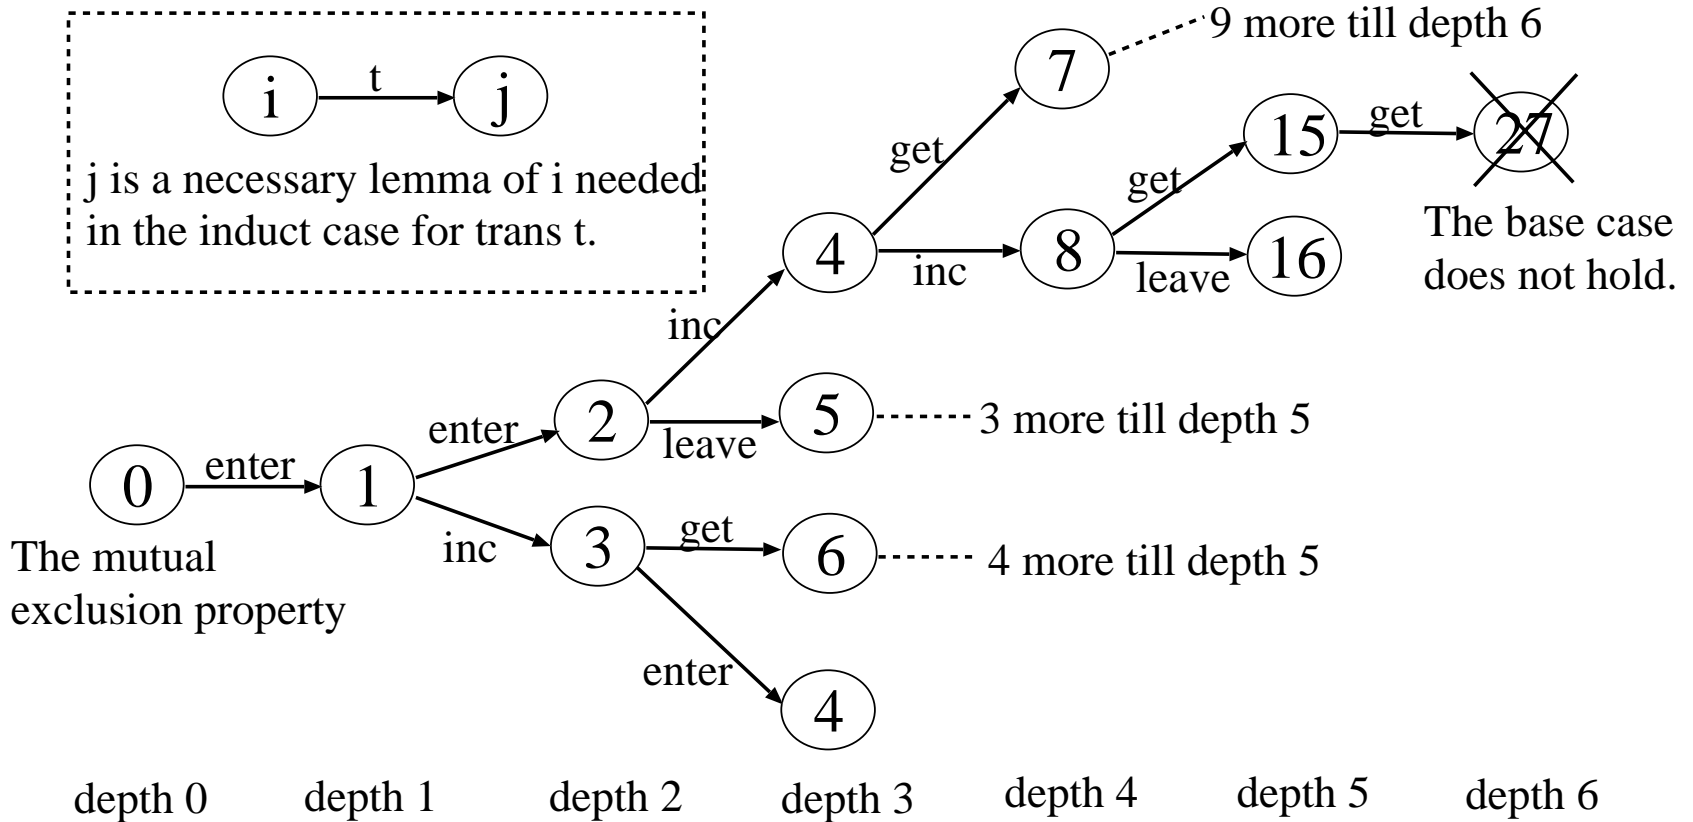 i
t
j
j is a necessary lemma of i needed
in the induct case for trans t.
9 more till depth 6
7
get
15
get
27
get
The base case
does not hold.
4
inc
8
leave
16
inc
2
leave
5
3 more till depth 5
enter
0
enter
1
The mutual
exclusion property
inc
3
get
6
4 more till depth 5
enter
4
depth 0
depth 1
depth 2
depth 3
depth 4
depth 5
depth 6